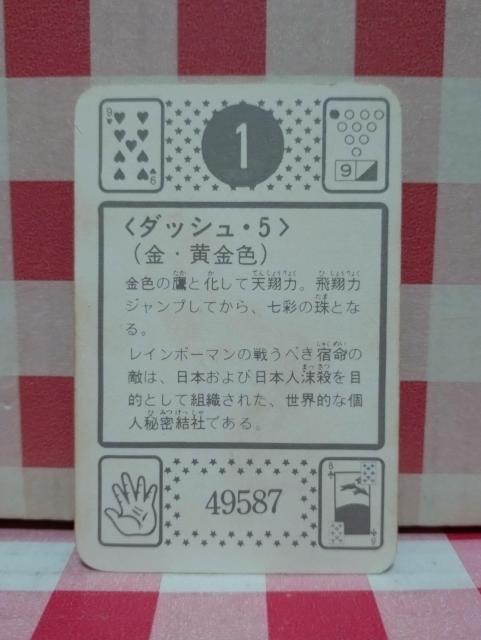 9
1
9
9
〈ダッシュ・5〉
（金・黄金色）
金色の鷹と化して天翔力。飛翔力
ジャンプしてから、七彩の珠とな
る。
レインボーマンの戦うべき宿命の
敵は、日本および日本人抹殺を目
的として組織された、世界的な個
人秘密結社である。
49587
8